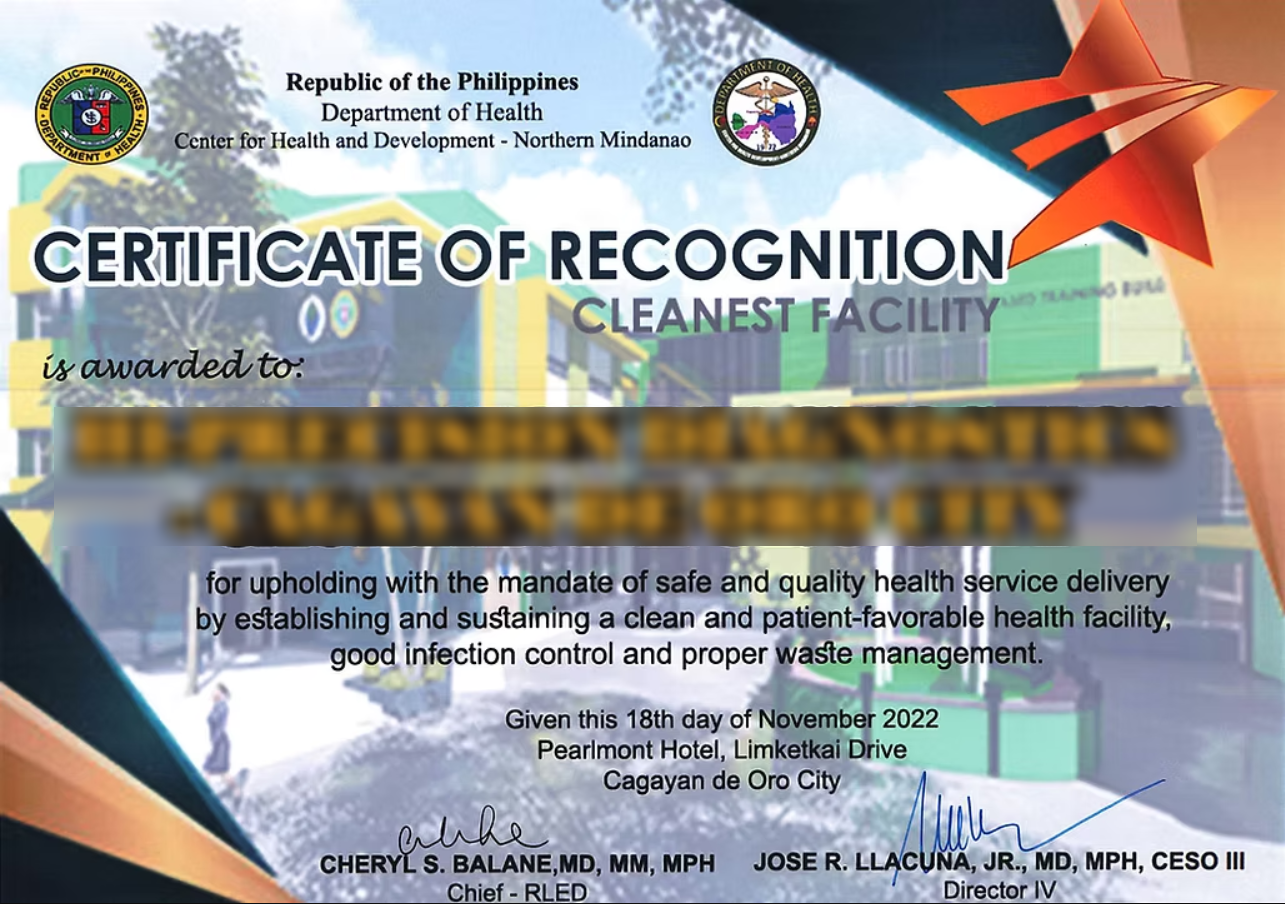 Republic of the Philippines
Department of Health
Center for Health and Development - Northern Mindanao
REPUBLIC OF THE PHILIPPINES
DEPARTMENT OF HEALTH
DEPARTMENT OF HEALTH
1972
CERTIFICATE OF RECOGNITION
CLEANEST FACILITY
AND TRAINING BUILD
is awarded to:
for upholding with the mandate of safe and quality health service delivery
by establishing and sustaining a clean and patient-favorable health facility,
good infection control and proper waste management.
Given this 18th day of November 2022
Pearlmont Hotel, Limketkai Drive
Cagayan de Oro City
CHERYL S. BALANE,MD, MM, MPH
Chief - RLED
JOSE R. LLACUNA, JR., MD, MPH, CESO III
Director IV